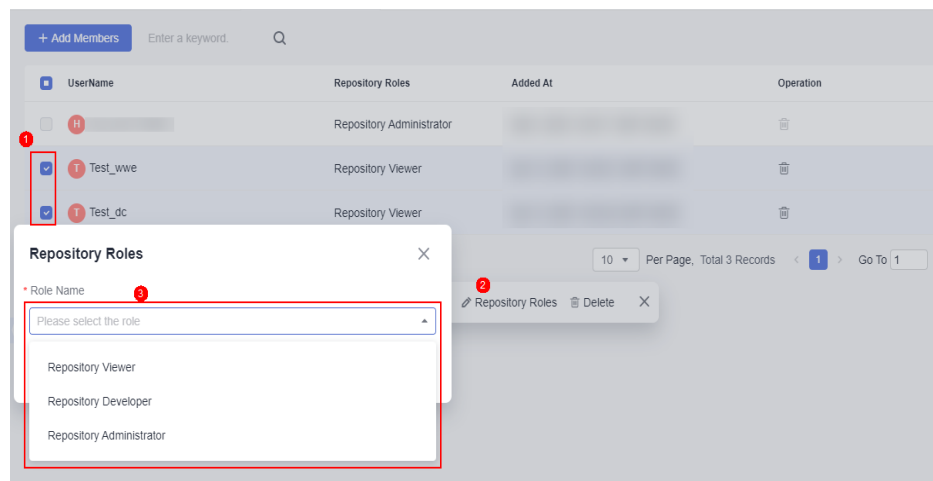 + Add Members Enter a keyword.
UserName Repository Roles Added At Operation
H Repository Administrator
1
T Test_wwe Repository Viewer
T Test_dc Repository Viewer
Repository Roles
10 Per Page, Total 3 Records < 1 > Go To 1
* Role Name
3
2
Repository Roles Delete
Please select the role
Repository Viewer
Repository Developer
Repository Administrator